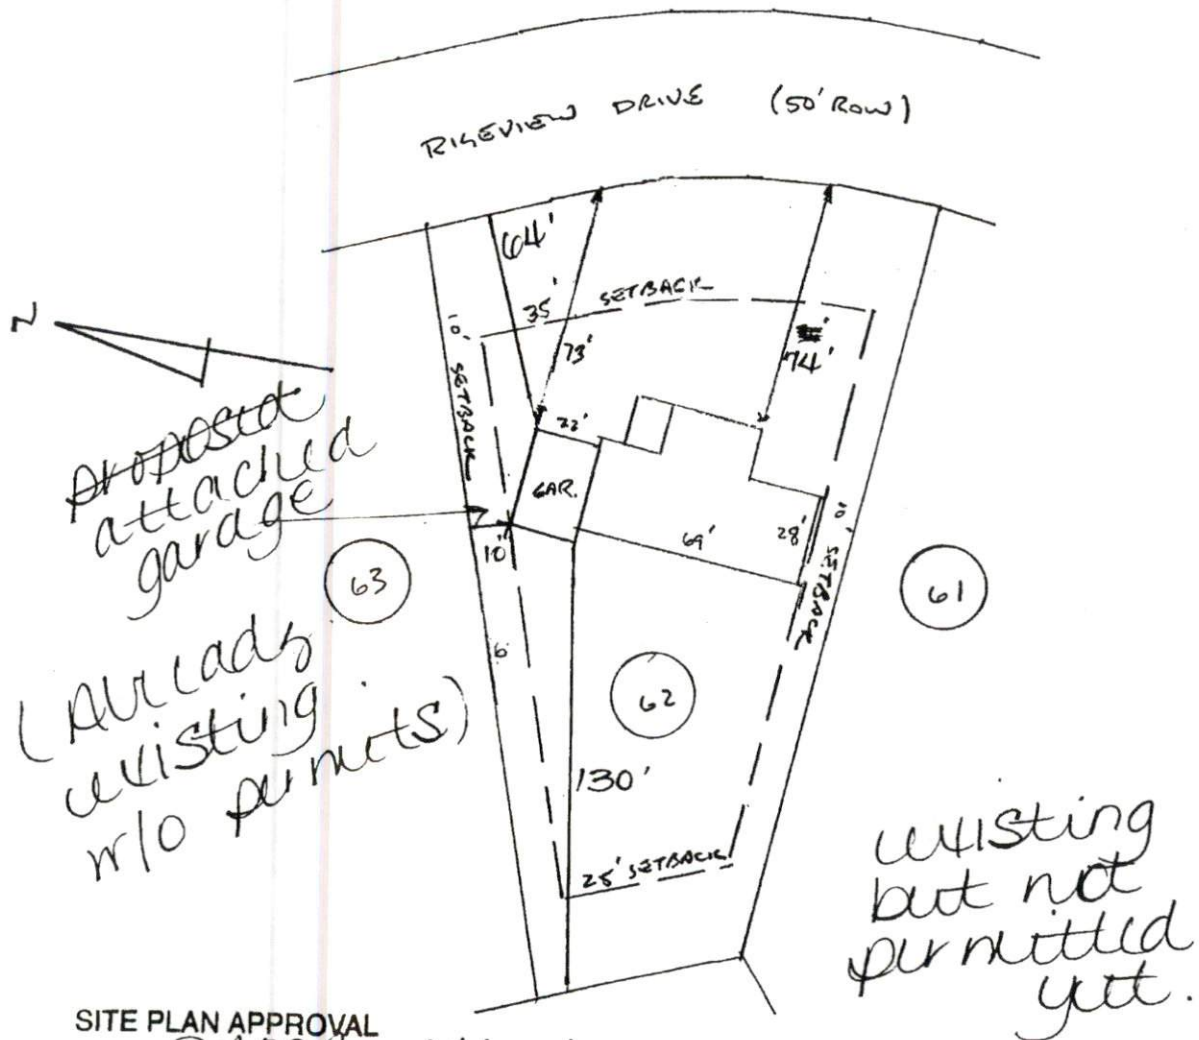 RIGEVIEW DRIVE (50' ROW)
64'
35' SETBACK
10' SETBACK
73'
74'
N
22'
GAR.
proposed
attached
garage
10'
69'
28'
10' SETBACK
63
61
62
6
(Already
existing
w/o permits)
130'
25' SETBACK
existing
but not
permitted
yet.
SITE PLAN APPROVAL